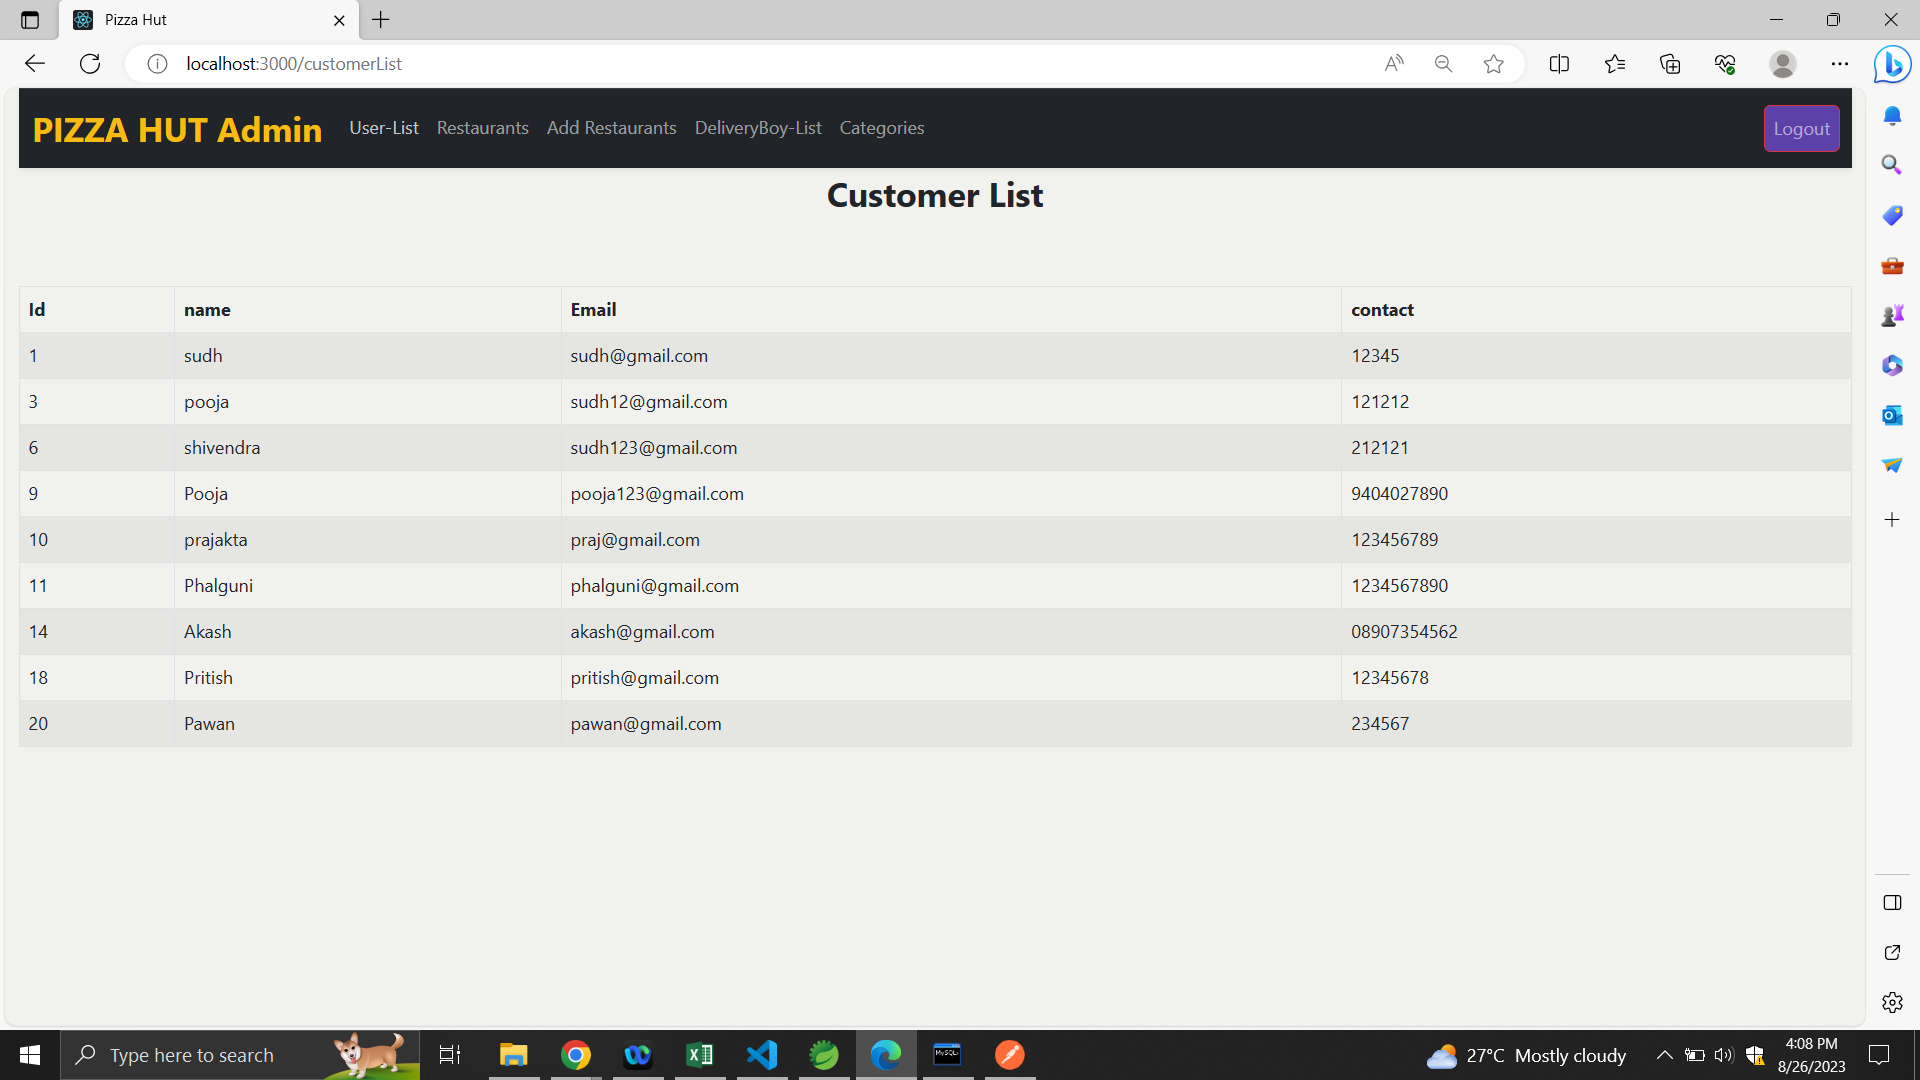 Pizza Hut
localhost:3000/customerList
PIZZA HUT Admin User-List Restaurants Add Restaurants DeliveryBoy-List Categories Logout
Customer List
Id name Email contact
1 sudh sudh@gmail.com 12345
3 pooja sudh12@gmail.com 121212
6 shivendra sudh123@gmail.com 212121
9 Pooja pooja123@gmail.com 9404027890
10 prajakta praj@gmail.com 123456789
11 Phalguni phalguni@gmail.com 1234567890
14 Akash akash@gmail.com 08907354562
18 Pritish pritish@gmail.com 12345678
20 Pawan pawan@gmail.com 234567
Type here to search
27°C Mostly cloudy
4:08 PM
8/26/2023